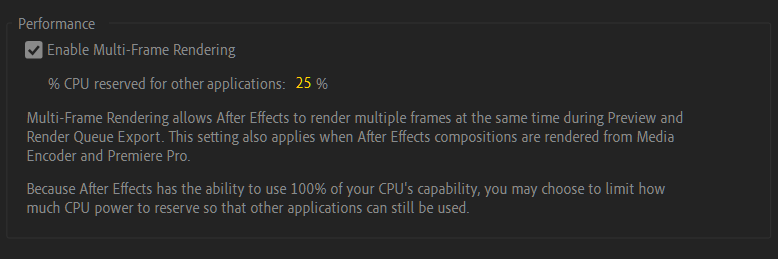 Performance
Enable Multi-Frame Rendering
% CPU reserved for other applications: 25 %
Multi-Frame Rendering allows After Effects to render multiple frames at the same time during Preview and
Render Queue Export. This setting also applies when After Effects compositions are rendered from Media
Encoder and Premiere Pro.
Because After Effects has the ability to use 100% of your CPU's capability, you may choose to limit how
much CPU power to reserve so that other applications can still be used.